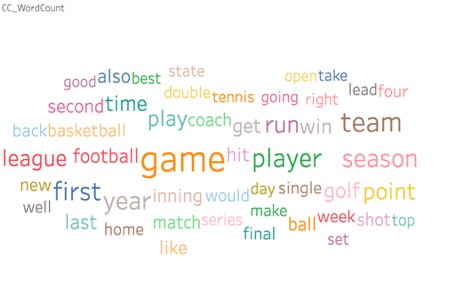 CC_WordCount
state
good also best open take
double tennis going right lead four
second time
play coach get run win team
back basketball
league football game hit player season
new first year inning would day single golf point
well
last home match series make ball week shot top
final set
like